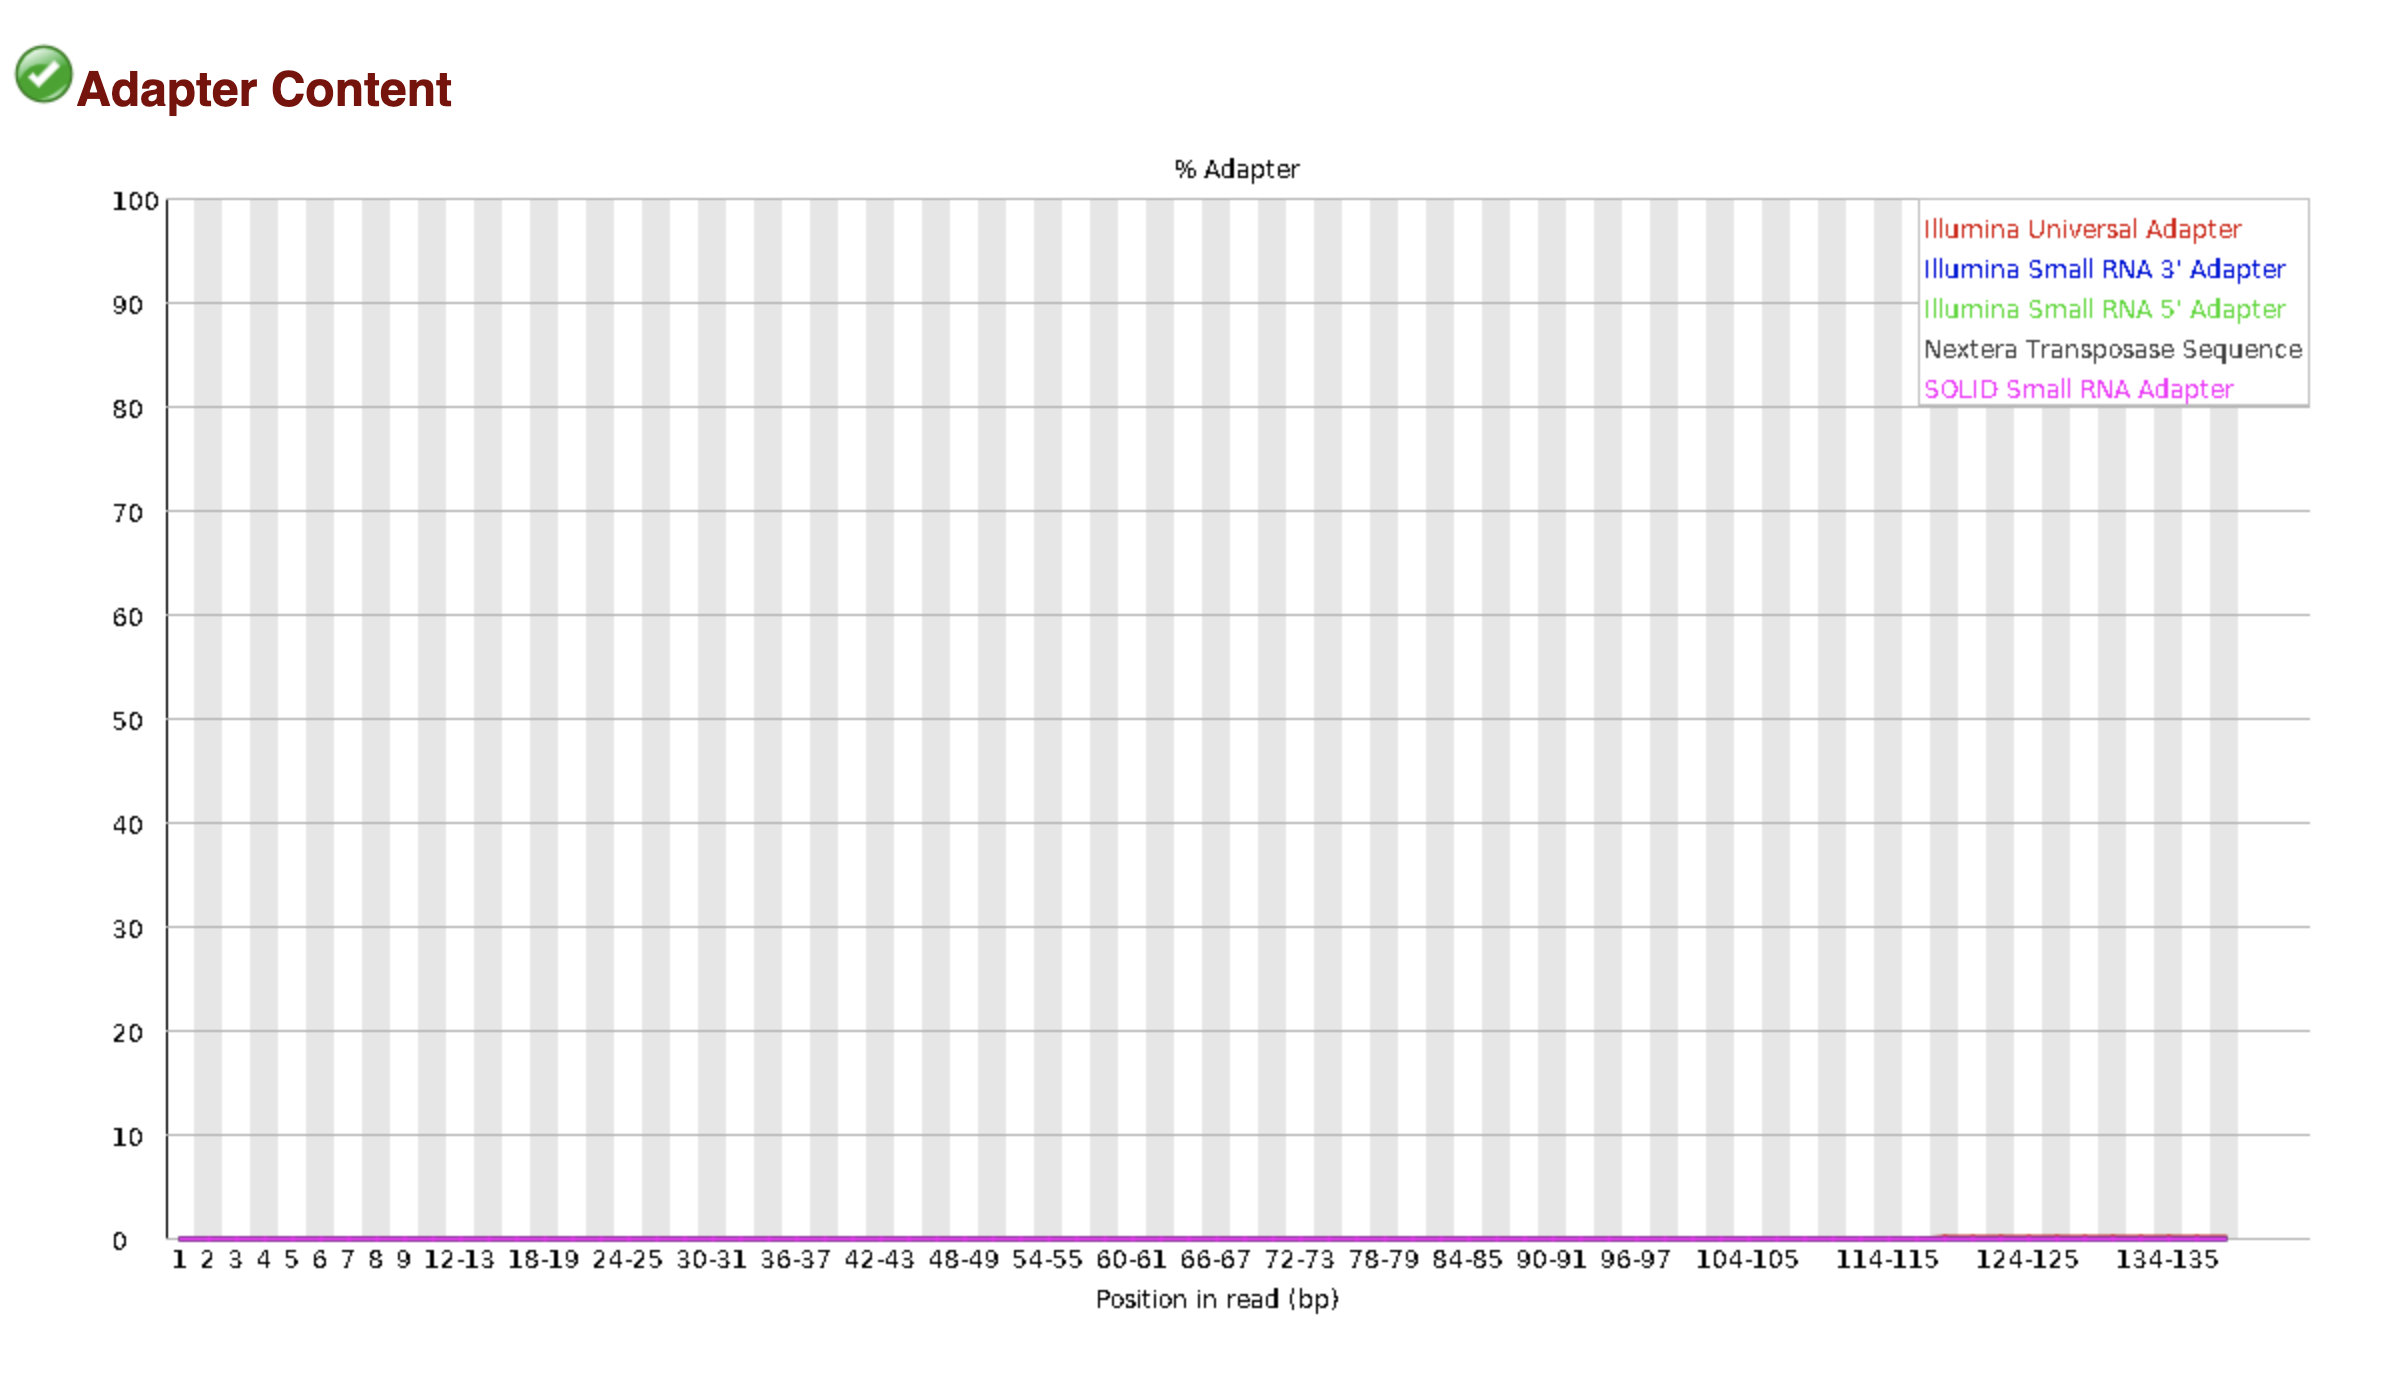 Adapter Content
% Adapter
100
90
80
70
60
50
40
30
20
10
0
Illumina Universal Adapter
Illumina Small RNA 3' Adapter
Illumina Small RNA 5' Adapter
Nextera Transposase Sequence
SOLID Small RNA Adapter
1 2 3 4 5 6 7 8 9 12-13 18-19 24-25 30-31 36-37 42-43 48-49 54-55 60-61 66-67 72-73 78-79 84-85 90-91 96-97 104-105 114-115 124-125 134-135
Position in read (bp)